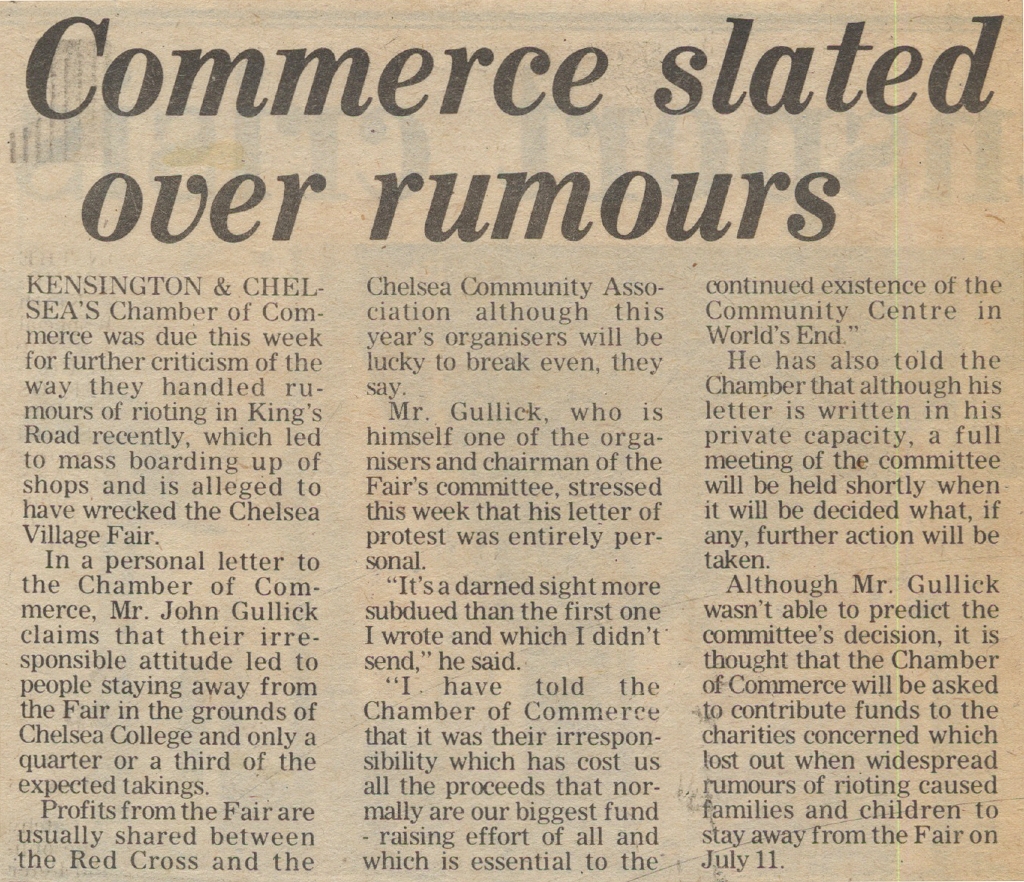 Commerce slated
over rumours
KENSINGTON & CHEL-
SEA'S Chamber of Com-
merce was due this week
for further criticism of the
way they handled ru-
mours of rioting in King's
Road recently, which led
to mass boarding up of
shops and is alleged to
have wrecked the Chelsea
Village Fair.
In a personal letter to
the Chamber of Com-
merce, Mr. John Gullick
claims that their irre-
sponsible attitude led to
people staying away from
the Fair in the grounds of
Chelsea College and only a
quarter or a third of the
expected takings.
Profits from the Fair are
usually shared between
the Red Cross and the
Chelsea Community Asso-
ciation although this
year's organisers will be
lucky to break even, they
say.
Mr. Gullick, who is
himself one of the orga-
nisers and chairman of the
Fair's committee, stressed
this week that his letter of
protest was entirely per-
sonal.
"It's a darned sight more
subdued than the first one
I wrote and which I didn't
send," he said.
"I have told the
Chamber of Commerce
that it was their irrespon-
sibility which has cost us
all the proceeds that nor-
mally are our biggest fund
- raising effort of all and
which is essential to the
continued existence of the
Community Centre in
World's End."
He has also told the
Chamber that although his
letter is written in his
private capacity, a full
meeting of the committee
will be held shortly when
it will be decided what, if
any, further action will be
taken.
Although Mr. Gullick
wasn't able to predict the
committee's decision, it is
thought that the Chamber
of Commerce will be asked
to contribute funds to the
charities concerned which
lost out when widespread
rumours of rioting caused
families and children to
stay away from the Fair on
July 11.